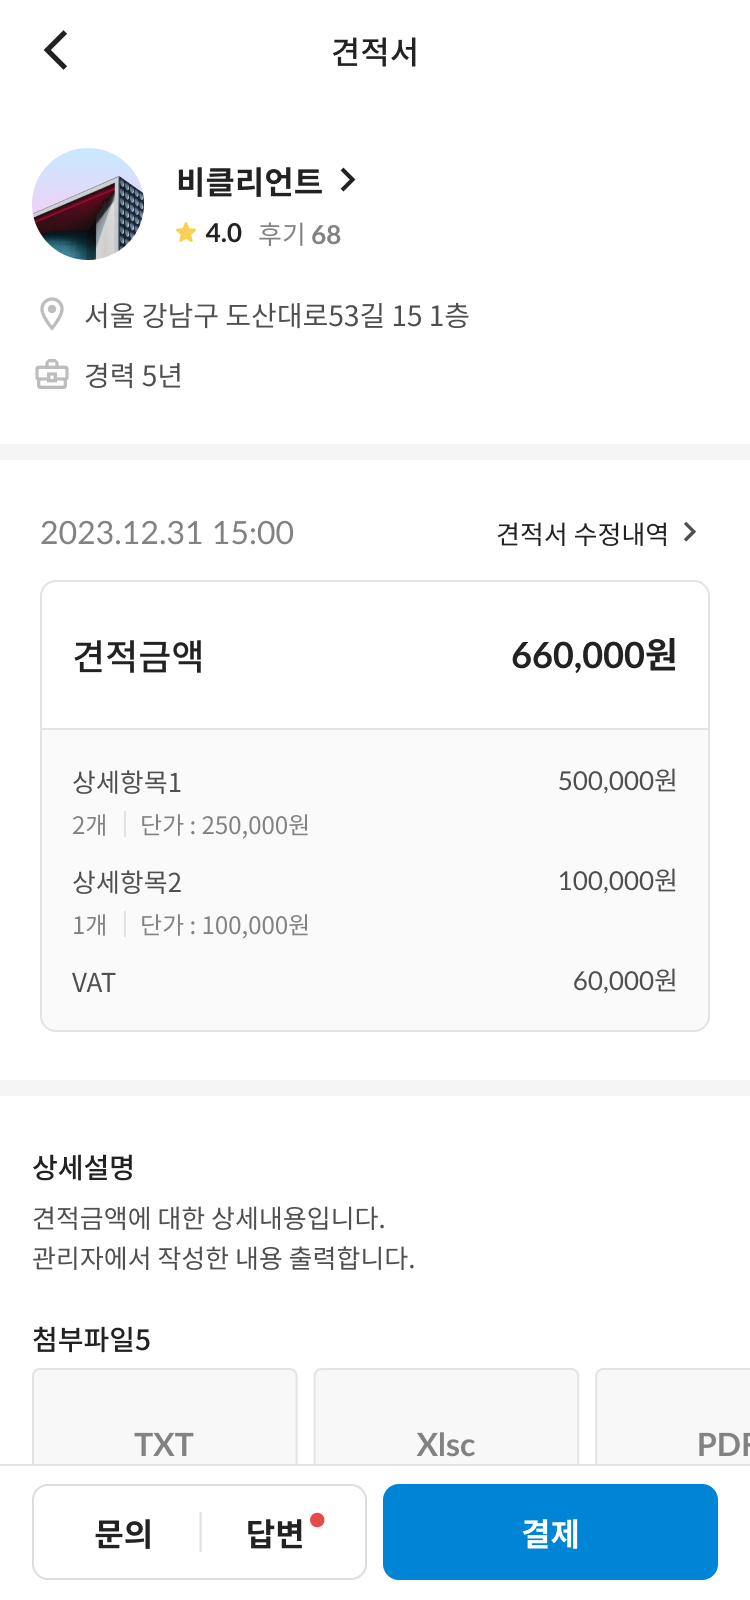 견적서
비클리언트
4.0 후기 68
서울 강남구 도산대로53길 15 1층
경력 5년
2023.12.31 15:00 견적서 수정내역
견적금액 660,000원
상세항목1 500,000원
2개 단가 : 250,000원
상세항목2 100,000원
1개 단가 : 100,000원
VAT 60,000원
상세설명
견적금액에 대한 상세내용입니다.
관리자에서 작성한 내용 출력합니다.
첨부파일5
TXT Xlsc PDF
문의 답변 결제